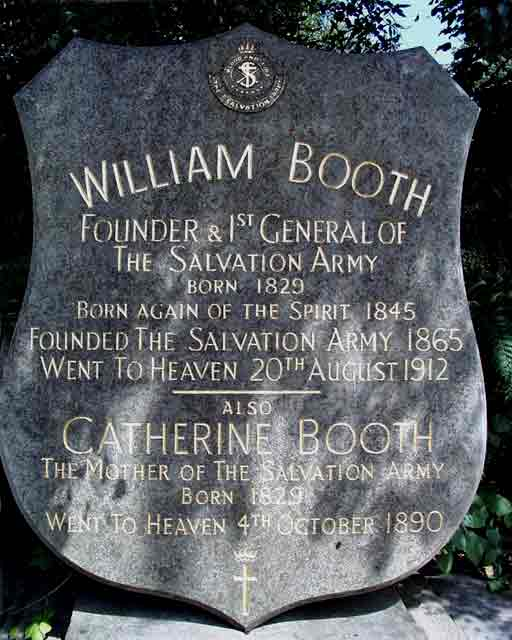 WILLIAM BOOTH
FOUNDER & 1ST GENERAL OF
THE SALVATION ARMY
BORN 1829
BORN AGAIN OF THE SPIRIT 1845
FOUNDED THE SALVATION ARMY 1865
WENT TO HEAVEN 20TH AUGUST 1912
ALSO
CATHERINE BOOTH
THE MOTHER OF THE SALVATION ARMY
BORN 1829
WENT TO HEAVEN 4TH OCTOBER 1890